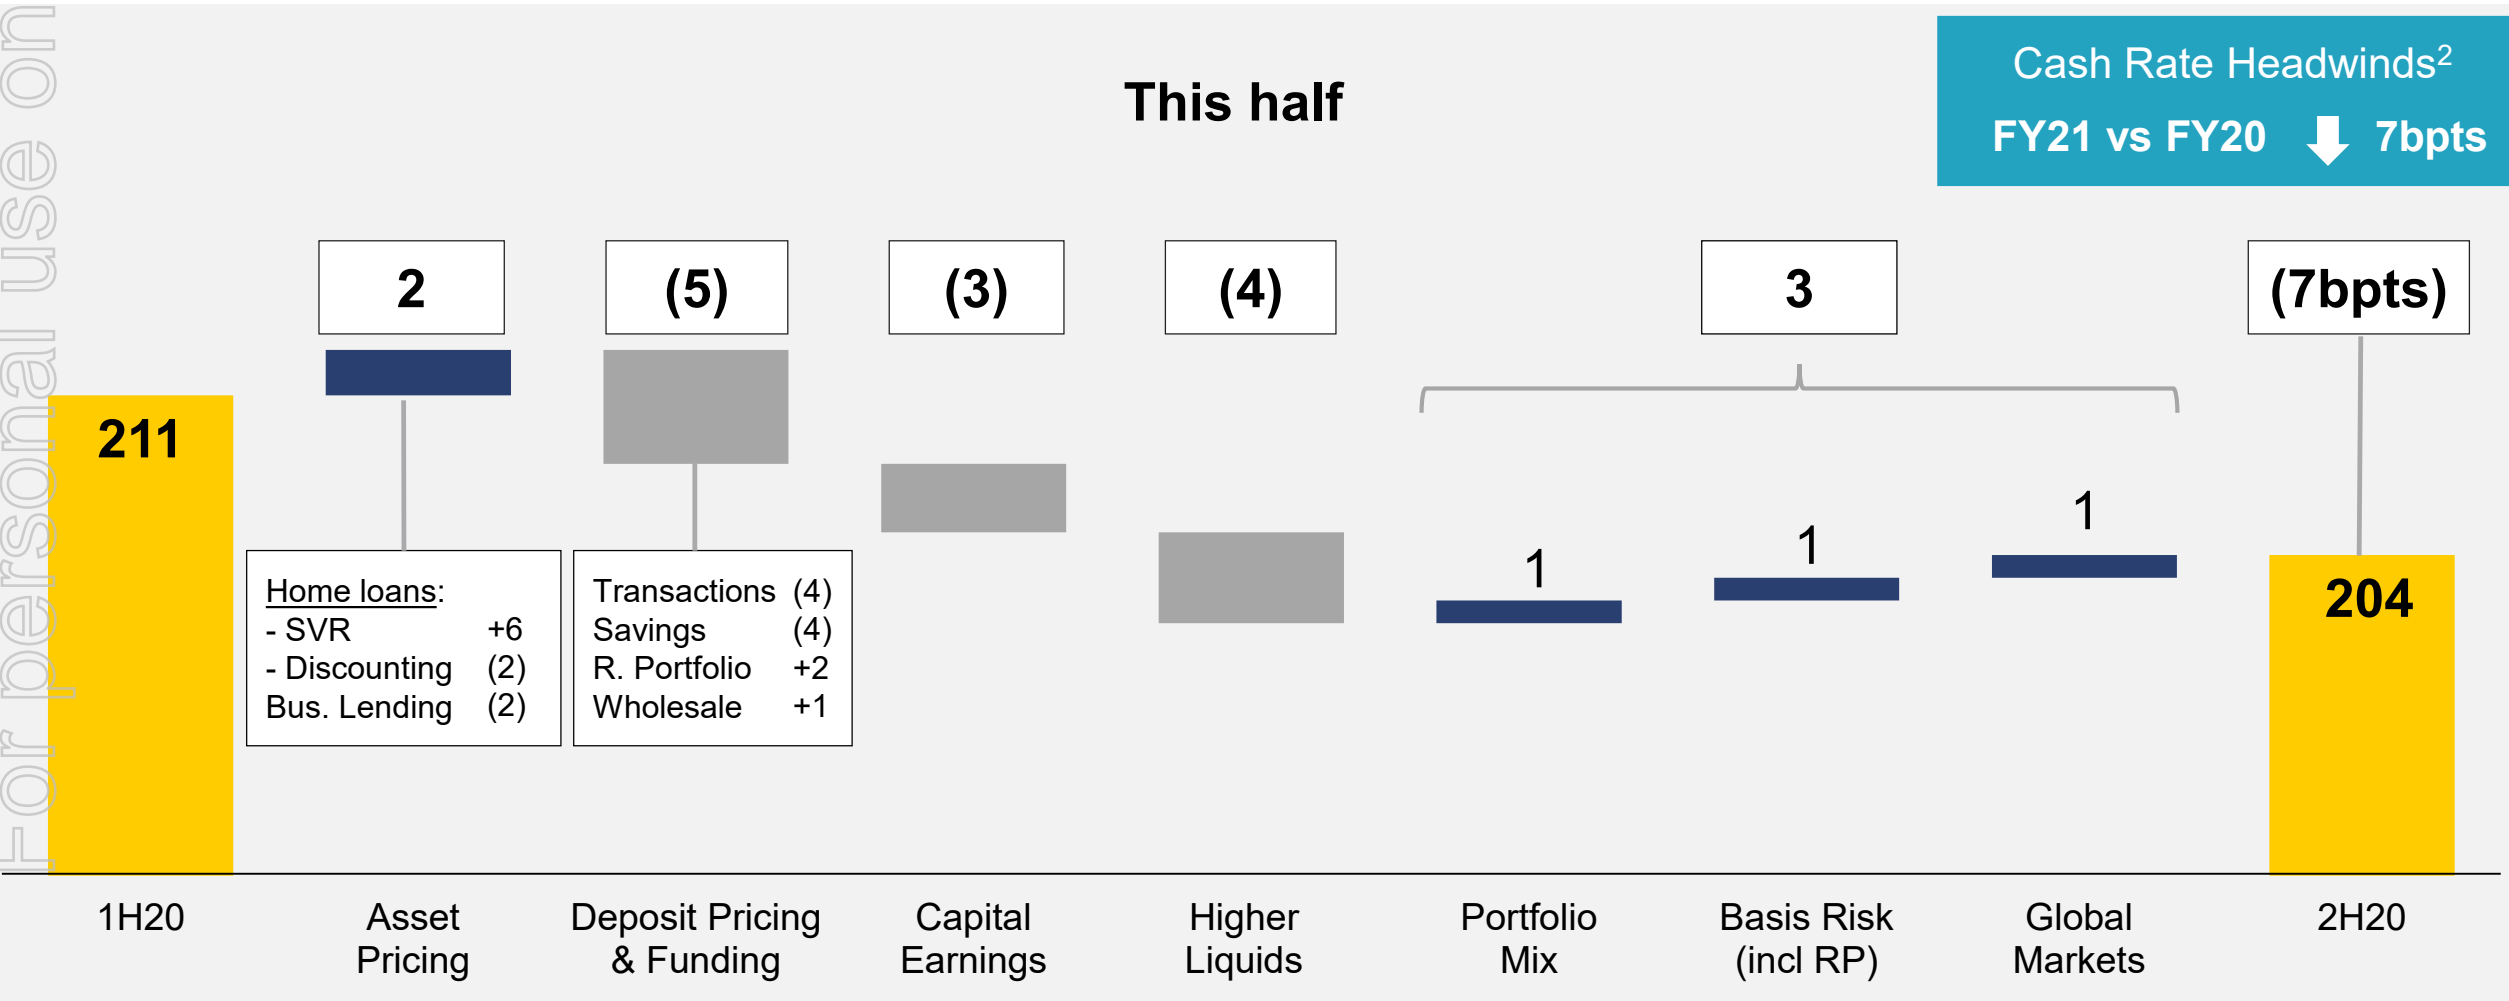 For personal use on
This half
Cash Rate Headwinds2
FY21 vs FY20 7bpts
2
(5)
(3)
(4)
3
(7bpts)
211
Home loans:
- SVR +6
- Discounting (2)
Bus. Lending (2)
Transactions (4)
Savings (4)
R. Portfolio +2
Wholesale +1
1
1
1
204
1H20
Asset
Pricing
Deposit Pricing
& Funding
Capital
Earnings
Higher
Liquids
Portfolio
Mix
Basis Risk
(incl RP)
Global
Markets
2H20